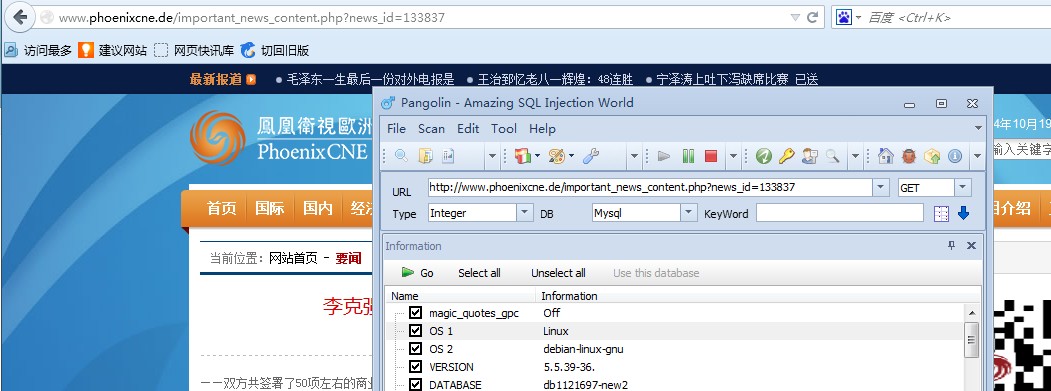 www.phoenixcne.de/important_news_content.php?news_id=133837
百度 <Ctrl+K>
访问最多 建议网站 网页快讯库 切回旧版
最新报道 毛泽东一生最后一份对外电报是 王治郅忆老八一辉煌：48连胜 宁泽涛上吐下泻缺席比赛 已送
Pangolin - Amazing SQL Injection World
鳳凰衛視歐洲
PhoenixCNE
File Scan Edit Tool Help
4年10月19
输入关键字
URL http://www.phoenixcne.de/important_news_content.php?news_id=133837 GET
Type Integer DB Mysql KeyWord
首页 国际 国内 经济
目介绍
Information
当前位置：网站首页 - 要闻
Go Select all Unselect all Use this database
Name Information
李克强
magic_quotes_gpc Off
OS 1 Linux
OS 2 debian-linux-gnu
VERSION 5.5.39-36.
——双方共签署了50项左右的商业
DATABASE db1121697-new2